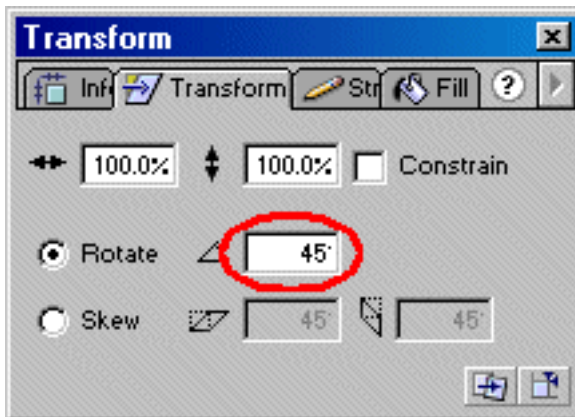 Transform
Inf Transform Str Fill ?
100.0% 100.0% Constrain
Rotate 45°
Skew 45° 45°